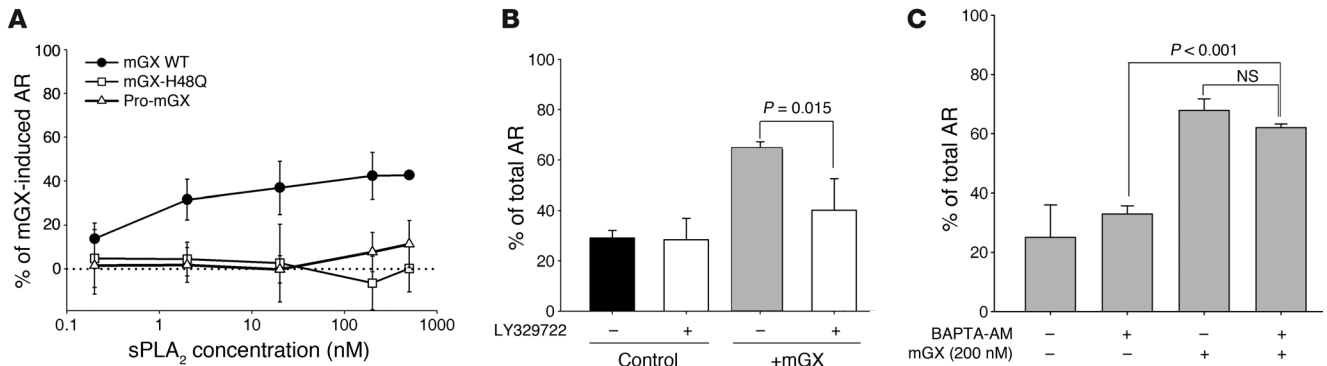 A
% of mGX-induced AR
100
80
60
40
20
0
mGX WT
mGX-H48Q
Pro-mGX
0.1 1 10 100 1000
sPLA₂ concentration (nM)
B
% of total AR
100
80
60
40
20
0
P = 0.015
LY329722 – + – +
Control +mGX
C
% of total AR
100
80
60
40
20
0
P < 0.001
NS
BAPTA-AM – + – +
mGX (200 nM) – – + +